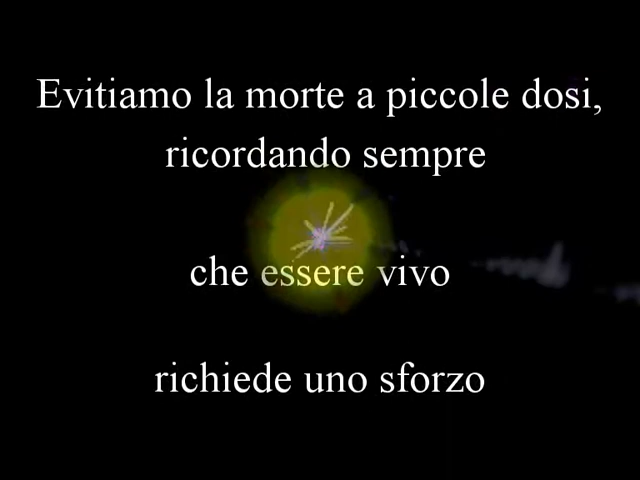 Evitiamo la morte a piccole dosi,
ricordando sempre
che essere vivo
richiede uno sforzo